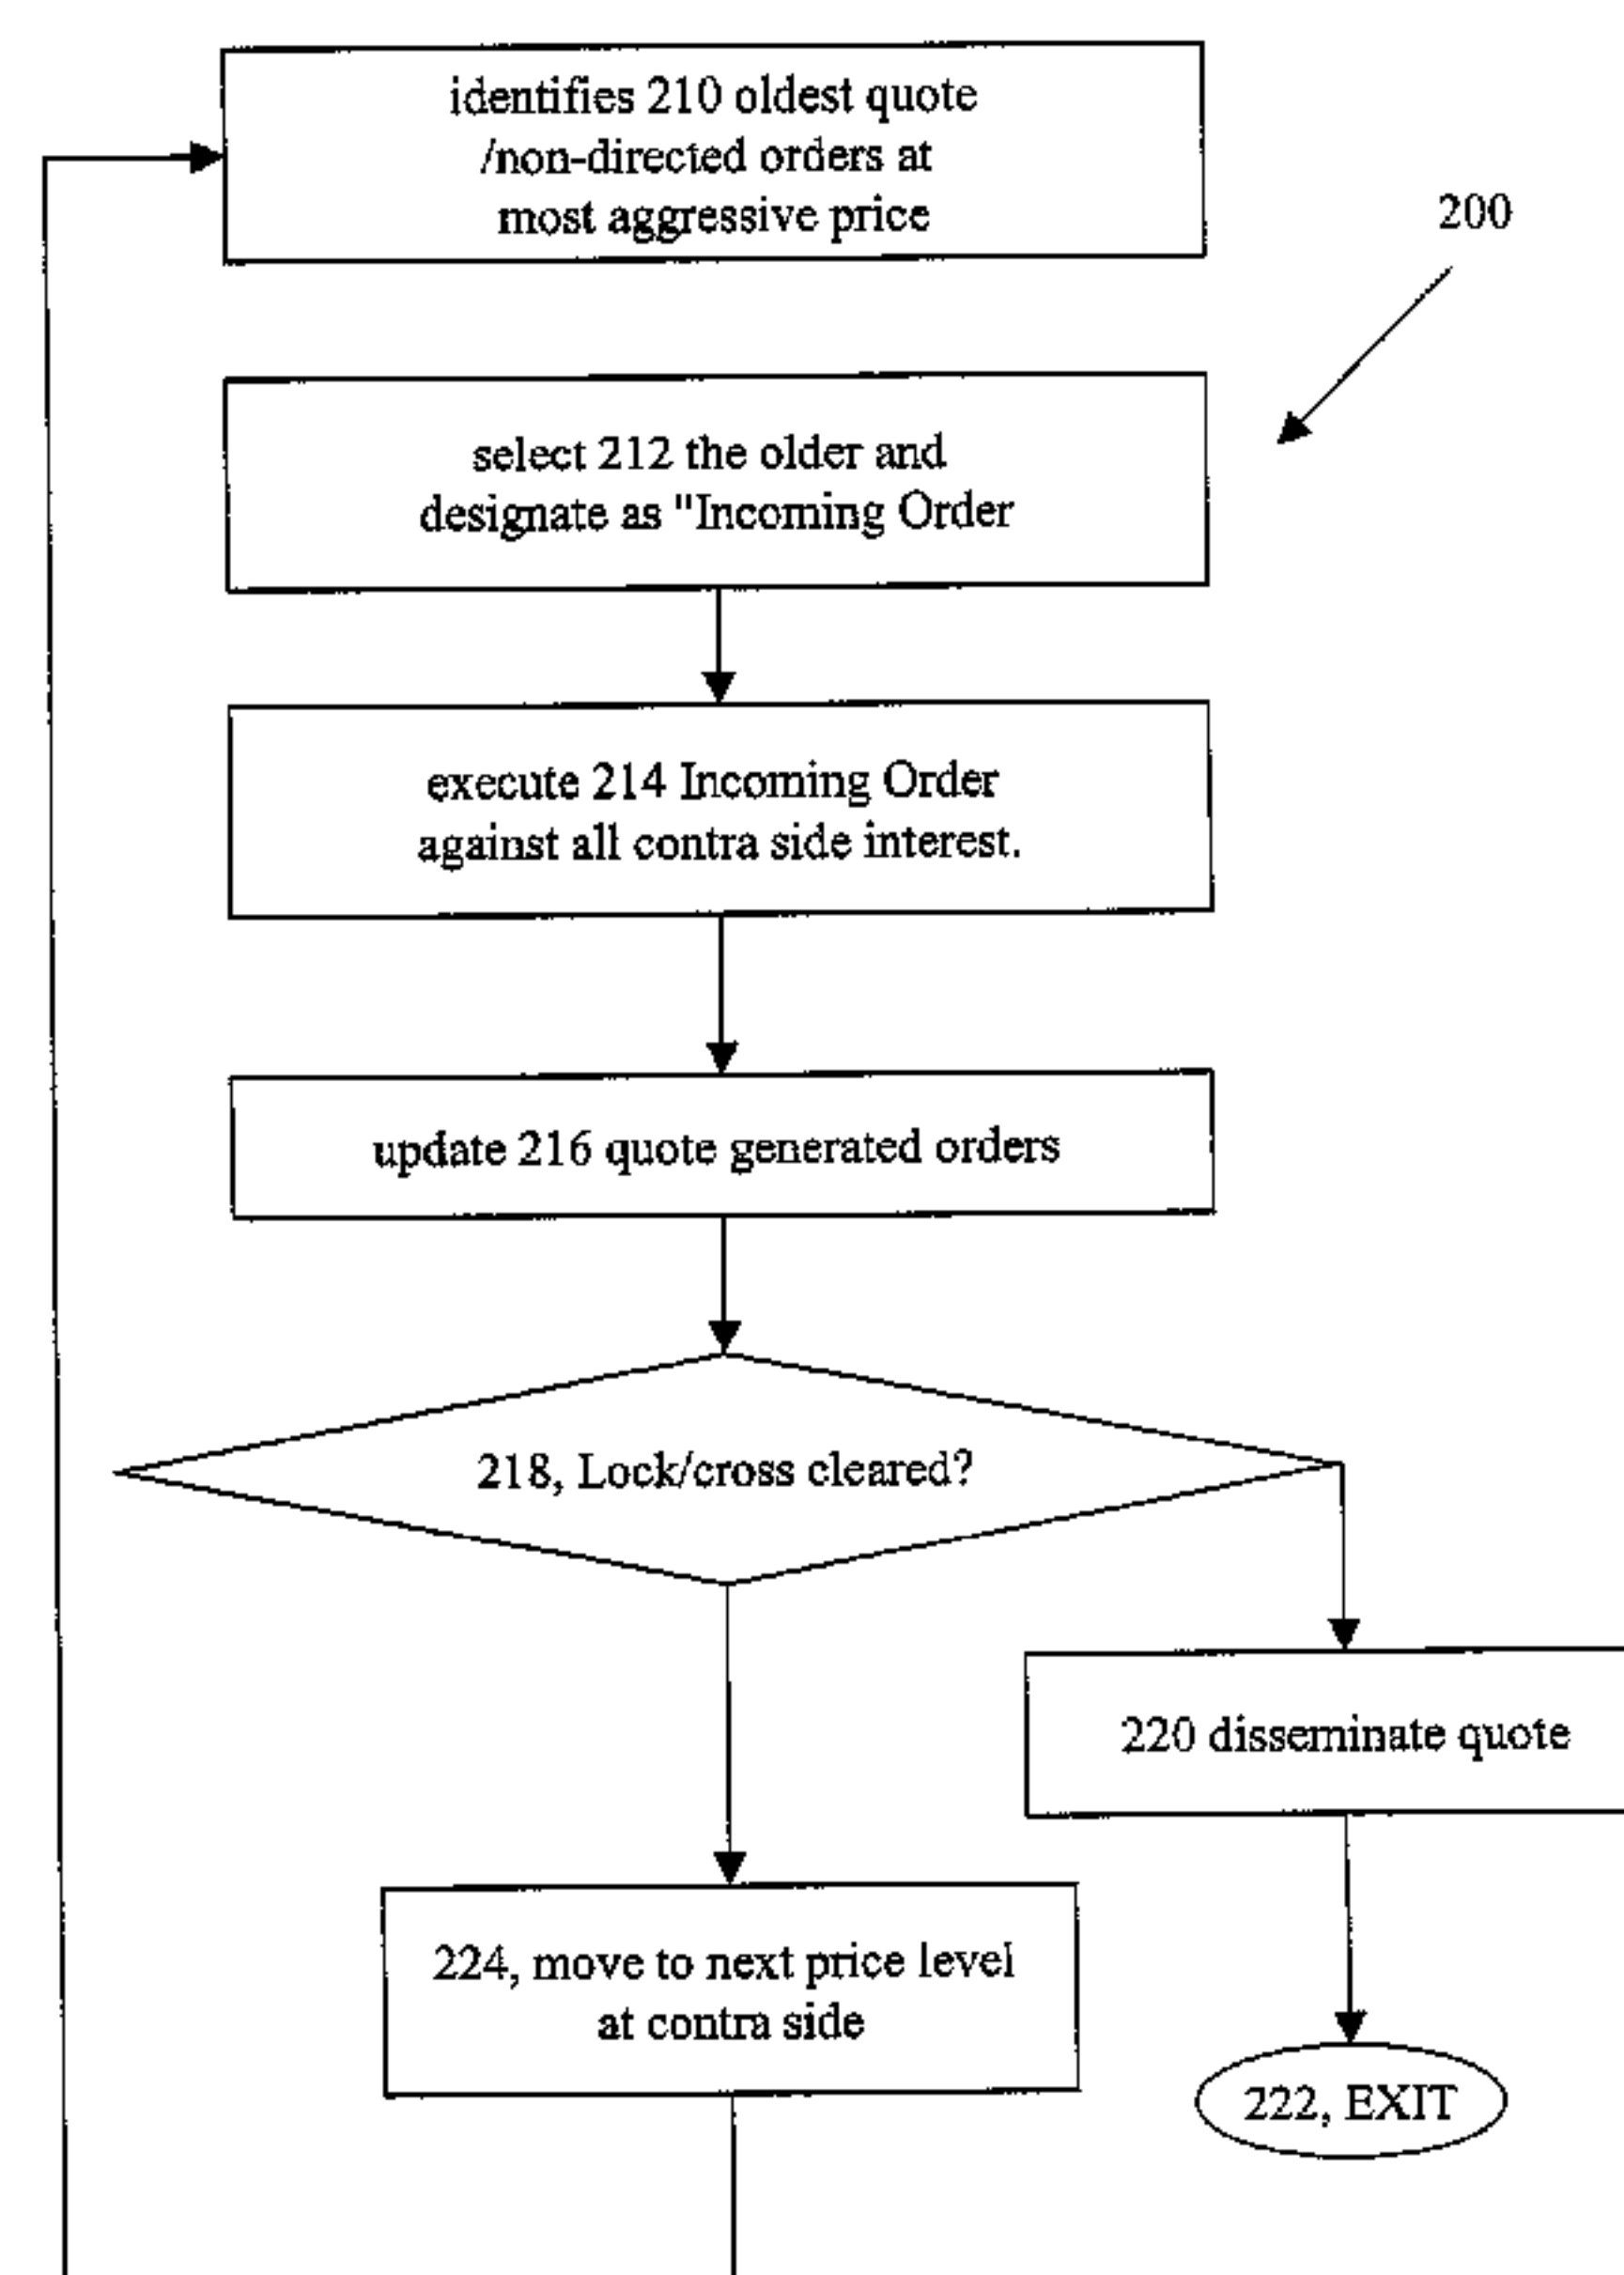 identifies 210 oldest quote
/non-directed orders at
most aggressive price
200
select 212 the older and
designate as "Incoming Order
execute 214 Incoming Order
against all contra side interest.
update 216 quote generated orders
218, Lock/cross cleared?
220 disseminate quote
224, move to next price level
at contra side
222, EXIT